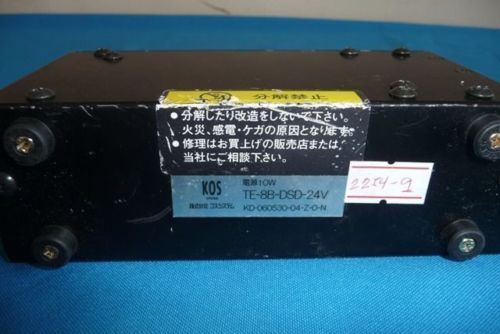 分解禁止
●分解したり改造をしないで下さい。
火災、感電・ケガの原因となります。
●修理はお買上げの販売店または、
当社にご相談下さい。
KOS
電源10W
TE-8B-DSD-24V
株式会社 コスシステム
KD-060530-04-Z-O-N
2254-9